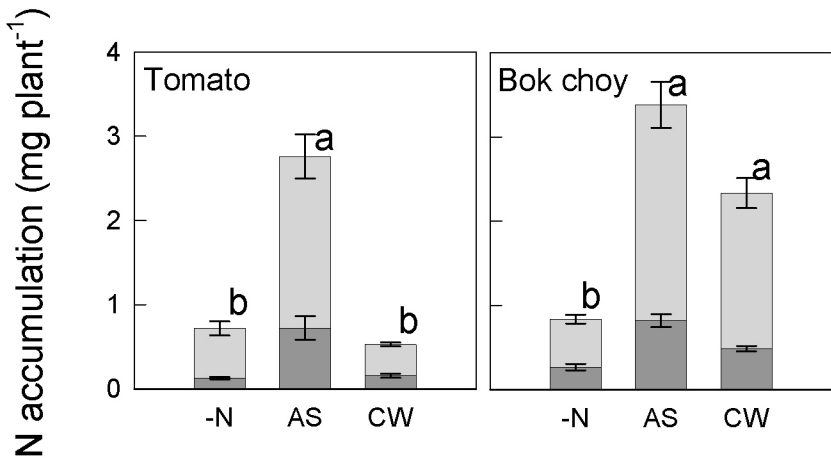 N accumulation (mg plant-1)
4
3
2
1
0
Tomato
a
b
b
-N AS CW
Bok choy
a
a
b
-N AS CW